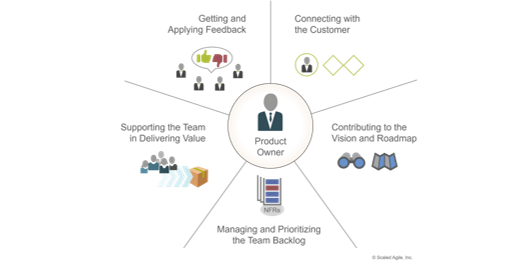 Getting and
Applying Feedback
Connecting with
the Customer
Supporting the Team
in Delivering Value
Product
Owner
Contributing to the
Vision and Roadmap
NFRs
Managing and Prioritizing
the Team Backlog
© Scaled Agile, Inc.